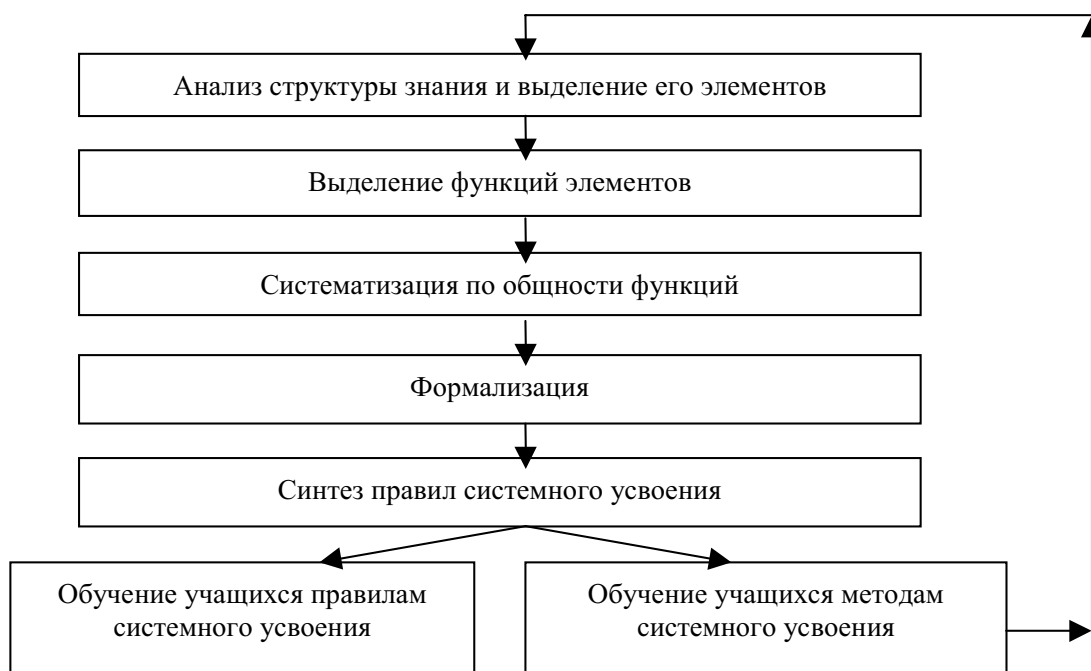 Анализ структуры знания и выделение его элементов
Выделение функций элементов
Систематизация по общности функций
Формализация
Синтез правил системного усвоения
Обучение учащихся правилам
системного усвоения
Обучение учащихся методам
системного усвоения